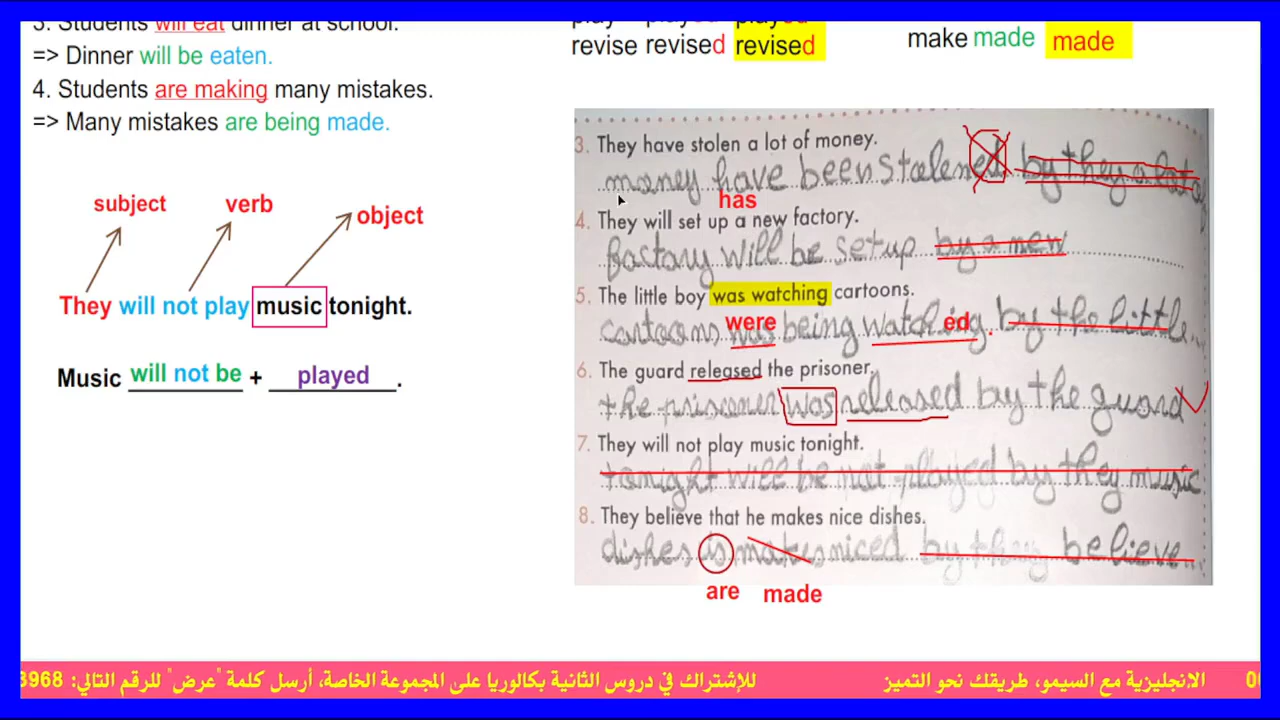 3. Students will eat dinner at school.
=> Dinner will be eaten.
4. Students are making many mistakes.
=> Many mistakes are being made.
subject verb object
They will not play music tonight.
Music will not be + played .
play played played
revise revised revised
make made made
3. They have stolen a lot of money.
money have been stolened by they a lot
has
4. They will set up a new factory.
factory will be set up by a new
5. The little boy was watching cartoons.
were ed .
cartoons was being watching by the little
6. The guard released the prisoner.
the prisoner was released by the guard
7. They will not play music tonight.
tonight will be not played by they music
8. They believe that he makes nice dishes.
dishes is makes niced by they believe
are made
الانجليزية مع السيمو، طريقك نحو التميز
للإشتراك في دروس الثانية بكالوريا على المجموعة الخاصة، أرسل كلمة "عرض" للرقم التالي: 3968